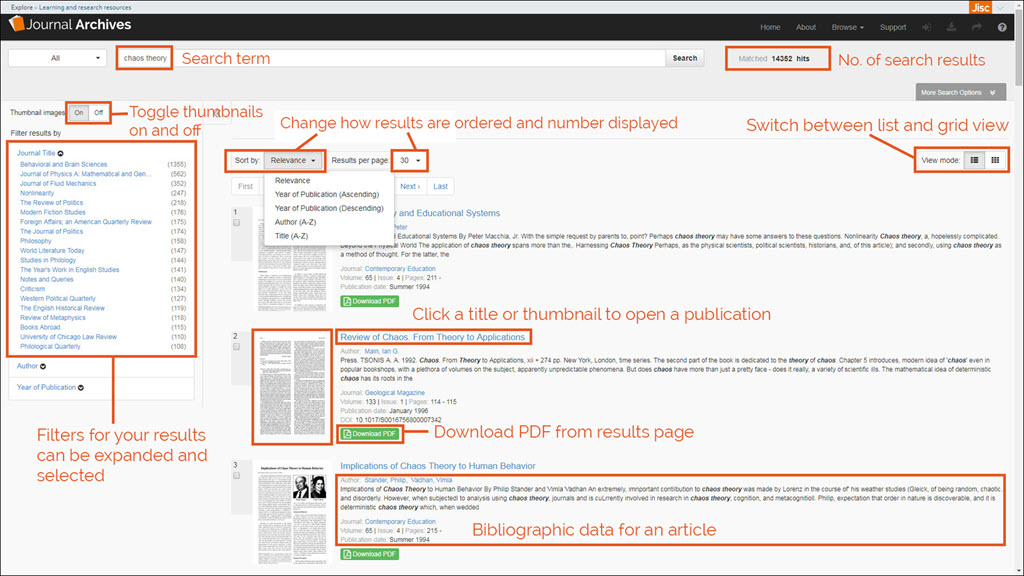 Explore » Learning and research resources
Jisc
Journal Archives
Home About Browse Support
All
chaos theory
Search term
Search
Matched 14352 hits
No. of search results
More Search Options
Thumbnail images: On Off
Toggle thumbnails
on and off
Change how results are ordered and number displayed
Switch between list and grid view
Filter results by
Journal Title
Behavioral and Brain Sciences (1355)
Journal of Physics A: Mathematical and Gen... (562)
Journal of Fluid Mechanics (352)
Nonlinearity (247)
The Review of Politics (218)
Modern Fiction Studies (176)
Foreign Affairs; an American Quarterly Review (175)
The Journal of Politics (174)
Philosophy (158)
World Literature Today (147)
Studies in Philology (144)
The Year's Work in English Studies (141)
Notes and Queries (140)
Criticism (134)
Western Political Quarterly (127)
The English Historical Review (119)
Review of Metaphysics (118)
Books Abroad (115)
University of Chicago Law Review (110)
Philological Quarterly (108)
Author
Year of Publication
Filters for your results
can be expanded and
selected
Sort by: Relevance
Results per page: 30
View mode:
First
Next ›
Last
Relevance
Year of Publication (Ascending)
Year of Publication (Descending)
Author (A-Z)
Title (A-Z)
1
y and Educational Systems
Peter
d Educational Systems By Peter Macchia, Jr. With the simple request by parents to, point? Perhaps chaos theory may have some answers to these questions. Nonlinearity Chaos theory, a, hopelessly complicated.
Beyond the Physical World The application of chaos theory spans more than the,. Harnessing Chaos Theory Perhaps, as the physical scientists, political scientists, historians, and, of this article); and secondly, using chaos theory as
a method of thought. For the latter, the
Journal: Contemporary Education
Volume: 65 | Issue: 4 | Pages: 211 -
Publication date: Summer 1994
Download PDF
Click a title or thumbnail to open a publication
2
Review of Chaos. From Theory to Applications
Author: Main, Ian G.
Press. TSONIS A. A. 1992. Chaos. From Theory to Applications, xii + 274 pp. New York, London, time series. The second part of the book is dedicated to the theory of chaos. Chapter 5 introduces, modern idea of 'chaos' even in
popular bookshops, with a plethora of volumes on the subject, apparently unpredictable phenomena. But does chaos have more than just a pretty face - does it really, a variety of scientific ills. The mathematical idea of deterministic
chaos has its roots in the
Journal: Geological Magazine
Volume: 133 | Issue: 1 | Pages: 114 - 115
Publication date: January 1996
DOI: 10.1017/S0016756800007342
Download PDF
Download PDF from results page
3
Implications of Chaos Theory to Human Behavior
Author: Stander, Philip, Vadhan, Vimla
Implications of Chaos Theory to Human Behavior By Philip Stander and Vimla Vadhan An extremely, important contribution to chaos theory was made by Lorenz in the course of his weather studies (Gleick, of being random, chaotic,
and disorderly. However, when subjected to analysis using chaos theory, journals and is currently involved in research in chaos theory, cognition, and metacognition. Philip, expectation that order in nature is discoverable, and it is
deterministic chaos theory which, when wedded
Journal: Contemporary Education
Volume: 65 | Issue: 4 | Pages: 215 -
Publication date: Summer 1994
Bibliographic data for an article
Download PDF
Implications of Chaos Theory to Human Behavior